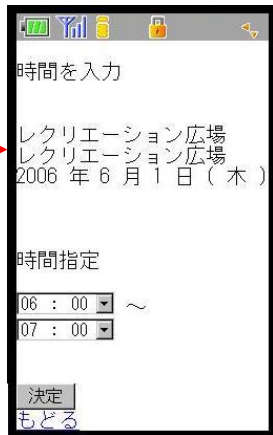 時間を入力
レクリエーション広場
レクリエーション広場
2006 年 6 月 1 日 ( 木 )
時間指定
06 : 00 ～
07 : 00
決定
もどる